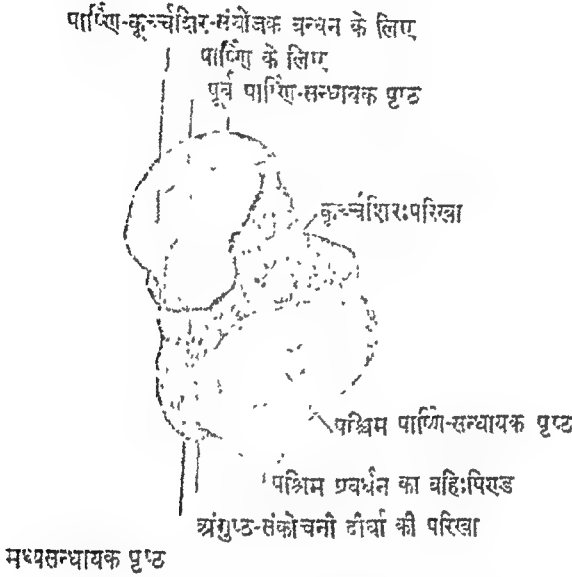 पार्ष्णि-कूर्च्चशिर-संयोजक बन्धन के लिए
पार्ष्णि के लिए
पूर्व पार्ष्णि-सन्धायक पृष्ठ
कूर्च्चशिरःपरिखा
पश्चिम पार्ष्णि-सन्धायक पृष्ठ
पश्चिम प्रवर्धन का बहिःपिण्ड
अंगुष्ठ-संकोचनी दीर्घा की परिखा
मध्यसन्धायक पृष्ठ